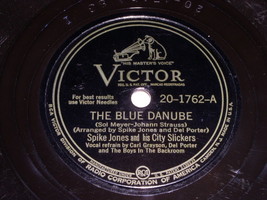 "HIS MASTER'S VOICE"
VICTOR
For best results
use Victor Needles
20-1762-A
THE BLUE DANUBE
(Sol Meyer-Johann Strauss)
(Arranged by Spike Jones and Del Porter)
Spike Jones and his City Slickers
Vocal refrain by Carl Grayson, Del Porter
and The Boys In The Backroom
RCA
RADIO CORPORATION OF AMERICA